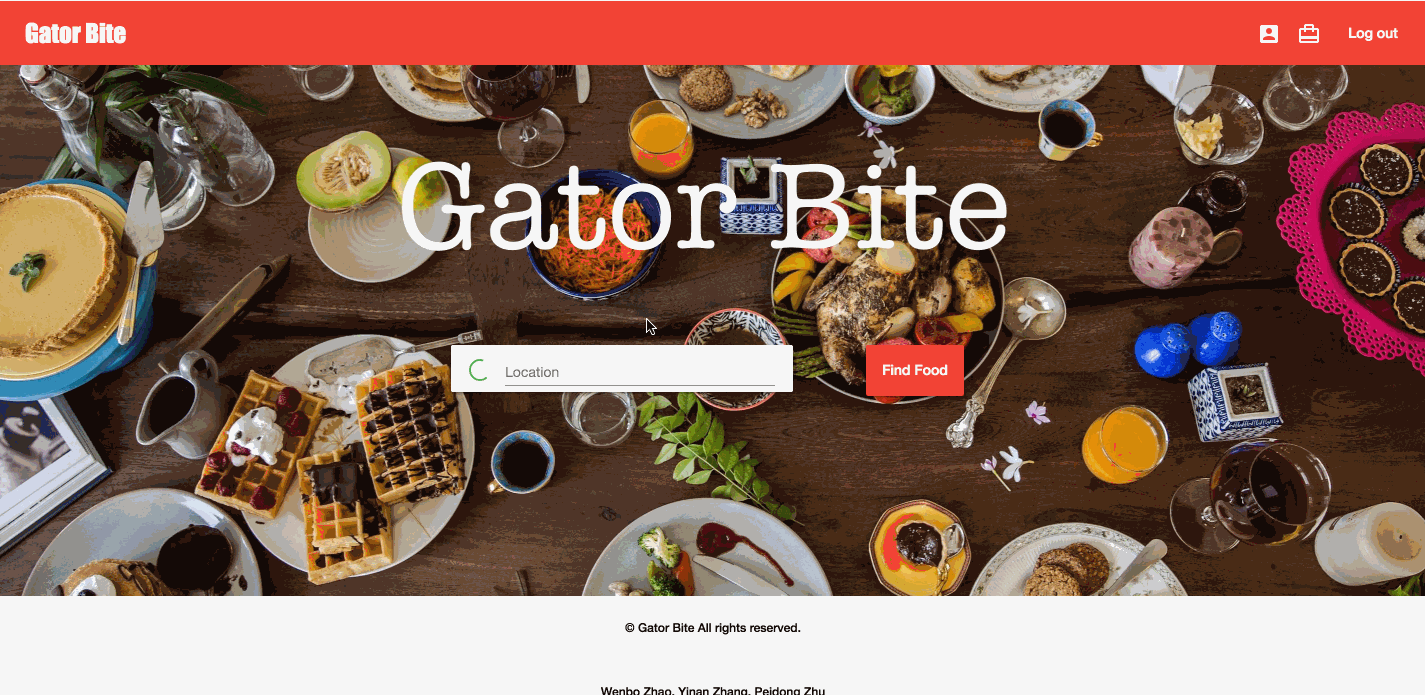 Gator Bite
Log out
Gator Bite
Location
Find Food
© Gator Bite All rights reserved.
Wenbo Zhao, Yinan Zhang, Peidong Zhu